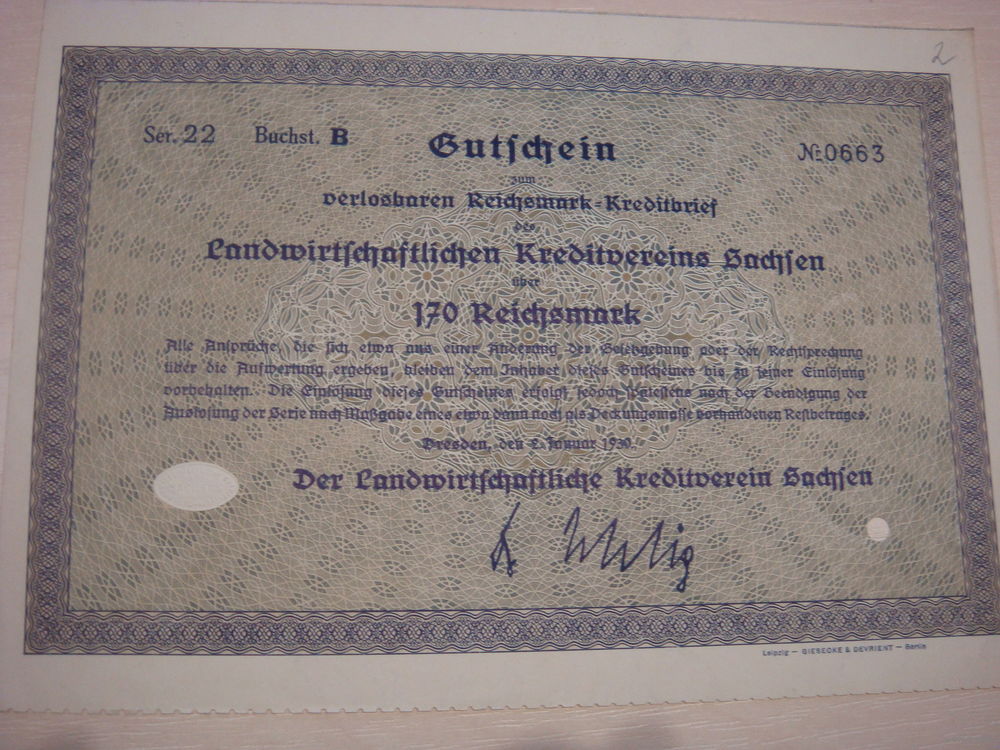 2
Ser. 22 Buchst. B Gutschein №0663
zum
verlosbaren Reichsmark-Kreditbrief
des
Landwirtschaftlichen Kreditvereins Sachsen
über
170 Reichsmark
Alle Ansprüche, die sich etwa aus einer Änderung der Gesetzgebung oder der Rechtsprechung
über die Aufwertung ergeben, bleiben dem Inhaber dieses Gutscheines bis zu seiner Einlösung
vorbehalten. Die Einlösung dieses Gutscheines erfolgt jedoch spätestens nach der Beendigung der
Auslosung der Serie nach Maßgabe eines etwa dann noch als Deckungsmasse vorhandenen Restbetrages.
Dresden, den 2. Januar 1930
Der Landwirtschaftliche Kreditverein Sachsen
Leipzig — GIESECKE & DEVRIENT — Berlin